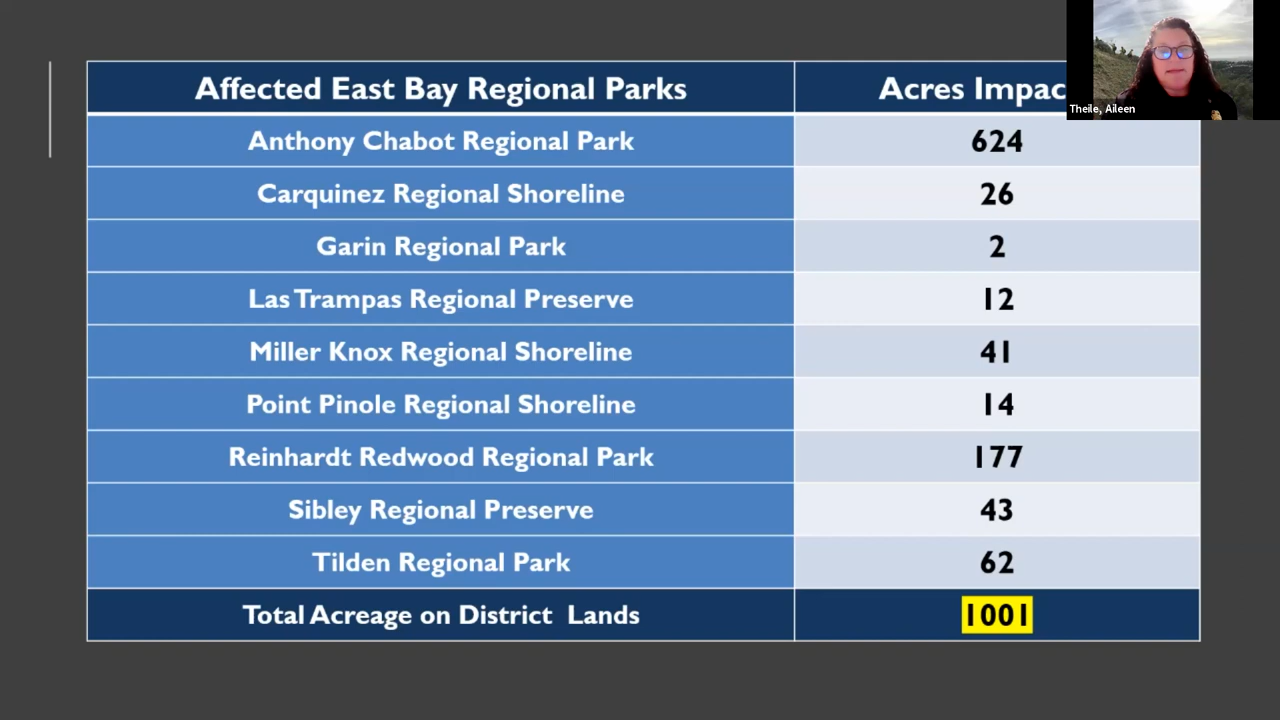 Affected East Bay Regional Parks
Acres Impac
Theile, Aileen
Anthony Chabot Regional Park
624
Carquinez Regional Shoreline
26
Garin Regional Park
2
Las Trampas Regional Preserve
12
Miller Knox Regional Shoreline
41
Point Pinole Regional Shoreline
14
Reinhardt Redwood Regional Park
177
Sibley Regional Preserve
43
Tilden Regional Park
62
Total Acreage on District Lands
1001